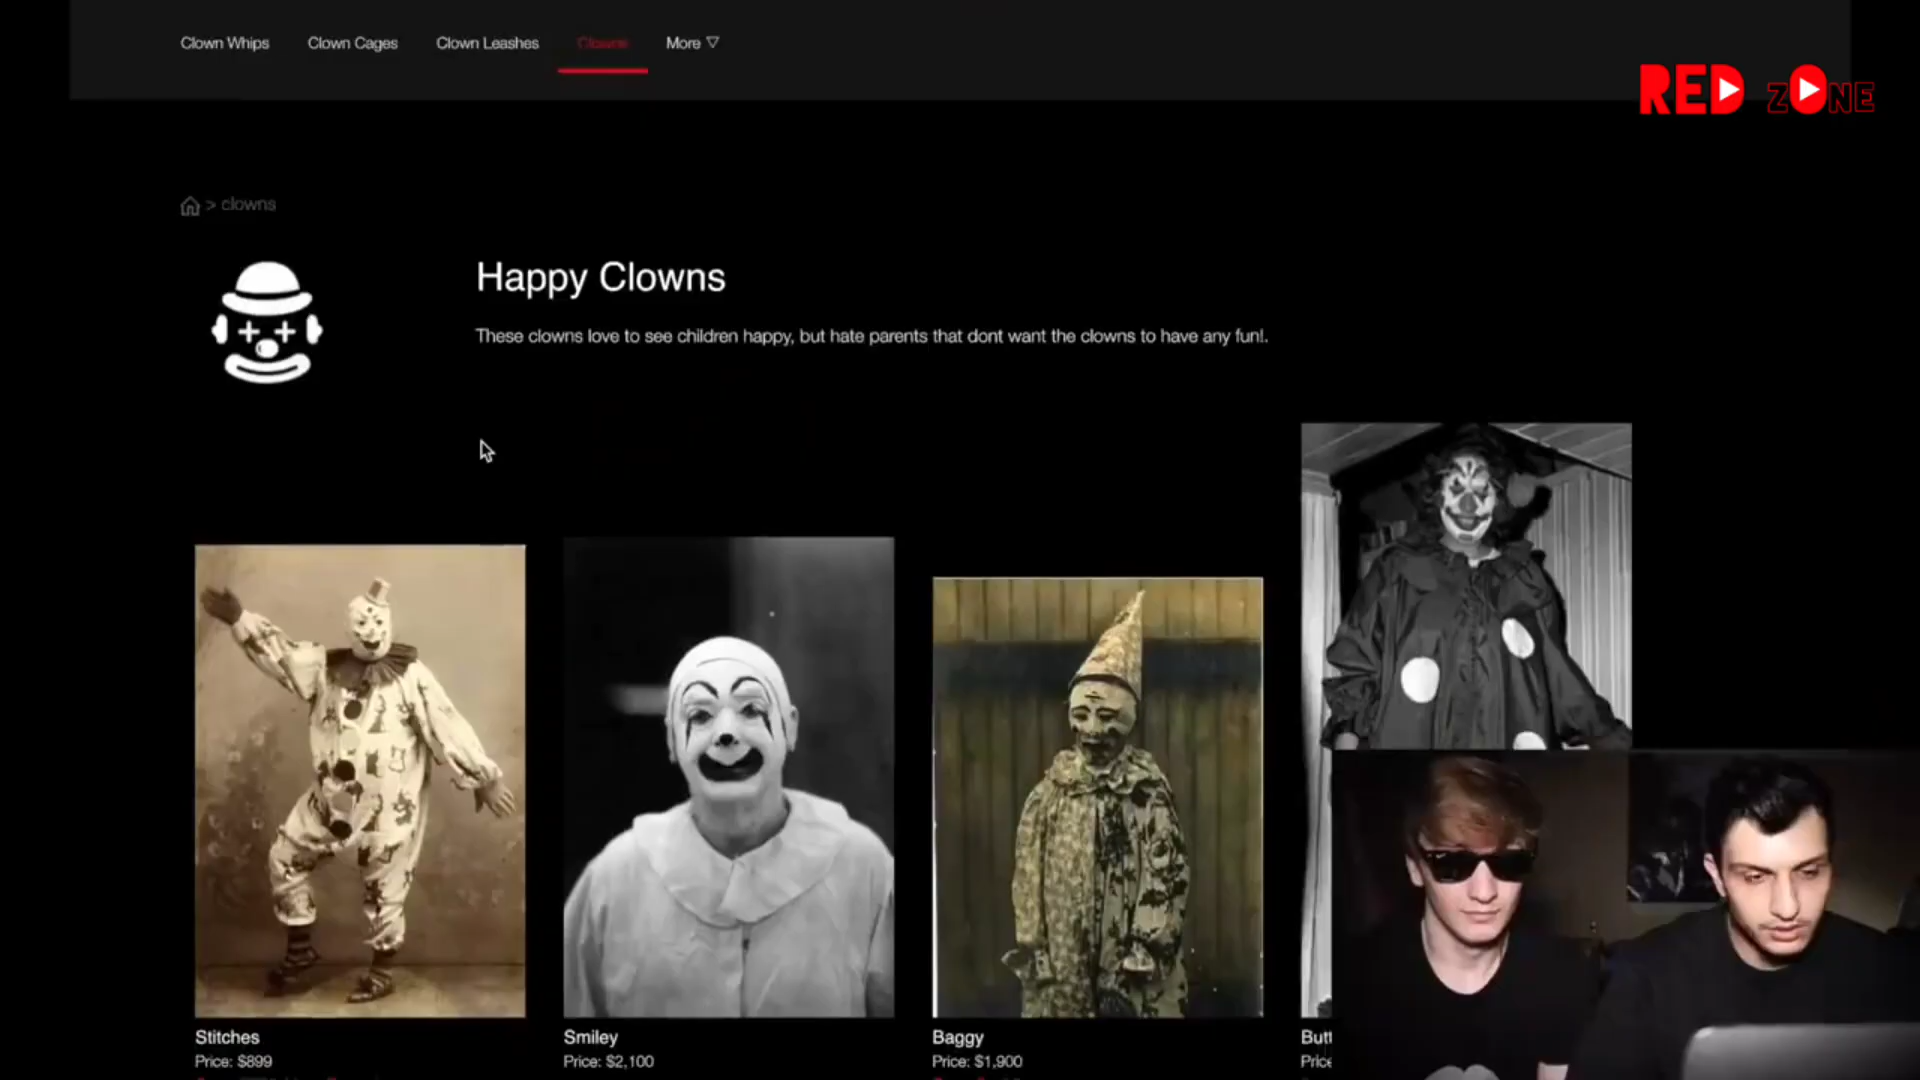 Clown Whips Clown Cages Clown Leashes Clowns More
RED ZONE
> clowns
Happy Clowns
These clowns love to see children happy, but hate parents that dont want the clowns to have any fun!.
Stitches
Price: $899
Smiley
Price: $2,100
Baggy
Price: $1,900